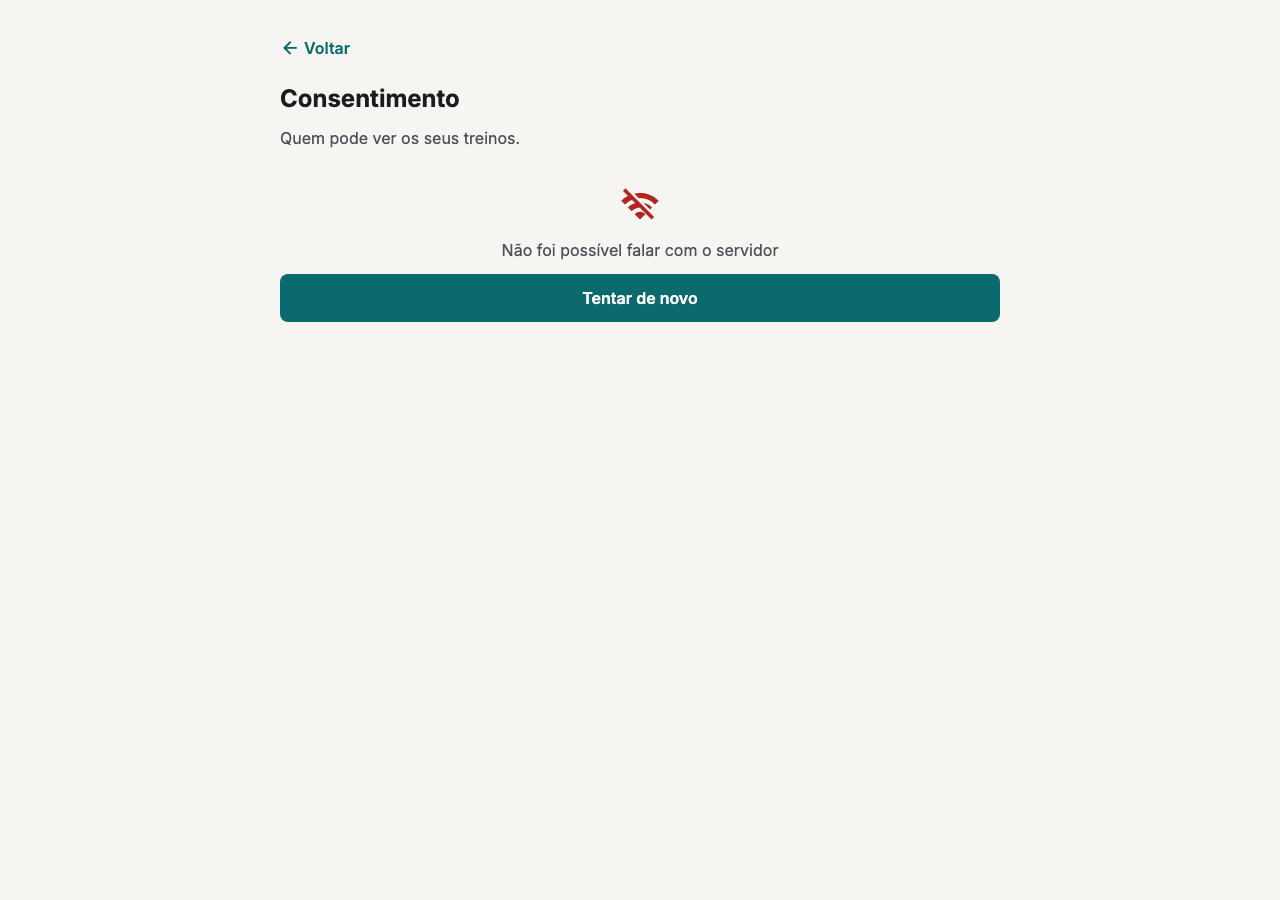 Voltar
Consentimento
Quem pode ver os seus treinos.
Não foi possível falar com o servidor
Tentar de novo